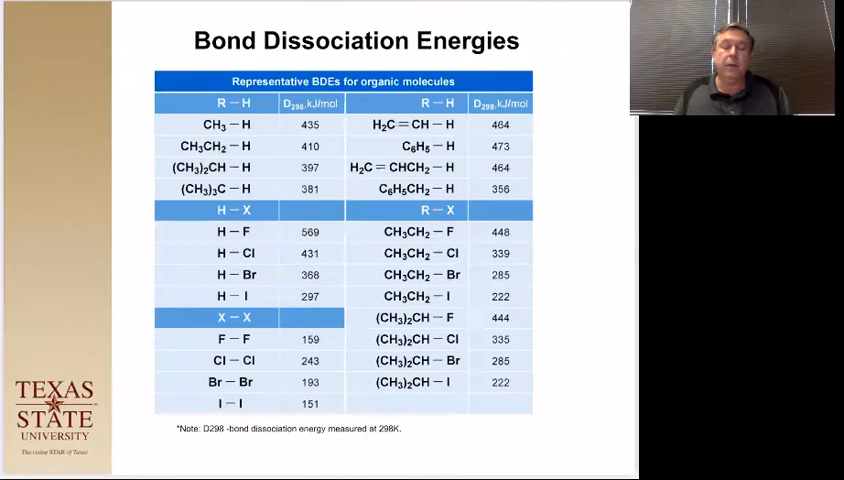 Bond Dissociation Energies
Representative BDEs for organic molecules
R — H D298,kJ/mol R — H D298,kJ/mol
CH3 — H 435 H2C = CH — H 464
CH3CH2 — H 410 C6H5 — H 473
(CH3)2CH — H 397 H2C = CHCH2 — H 464
(CH3)3C — H 381 C6H5CH2 — H 356
H — X R — X
H — F 569 CH3CH2 — F 448
H — Cl 431 CH3CH2 — Cl 339
H — Br 368 CH3CH2 — Br 285
H — I 297 CH3CH2 — I 222
X — X (CH3)2CH — F 444
F — F 159 (CH3)2CH — Cl 335
Cl — Cl 243 (CH3)2CH — Br 285
Br — Br 193 (CH3)2CH — I 222
I — I 151
*Note: D298 -bond dissociation energy measured at 298K.
TEXAS
STATE
UNIVERSITY
The rising STAR of Texas